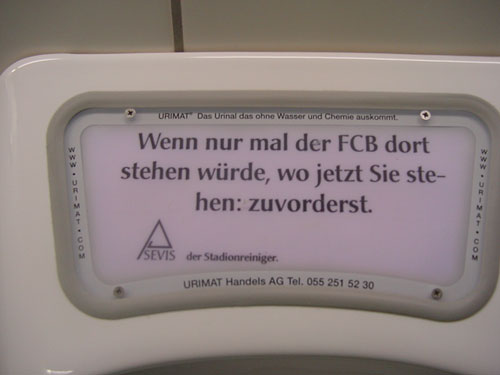 URIMAT® Das Urinal das ohne Wasser und Chemie auskommt.
Wenn nur mal der FCB dort
stehen würde, wo jetzt Sie ste-
hen: zuvorderst.
SEVIS der Stadionreiniger.
URIMAT Handels AG Tel. 055 251 52 30
WWW•URIMAT•COM
WWW•URIMAT•COM